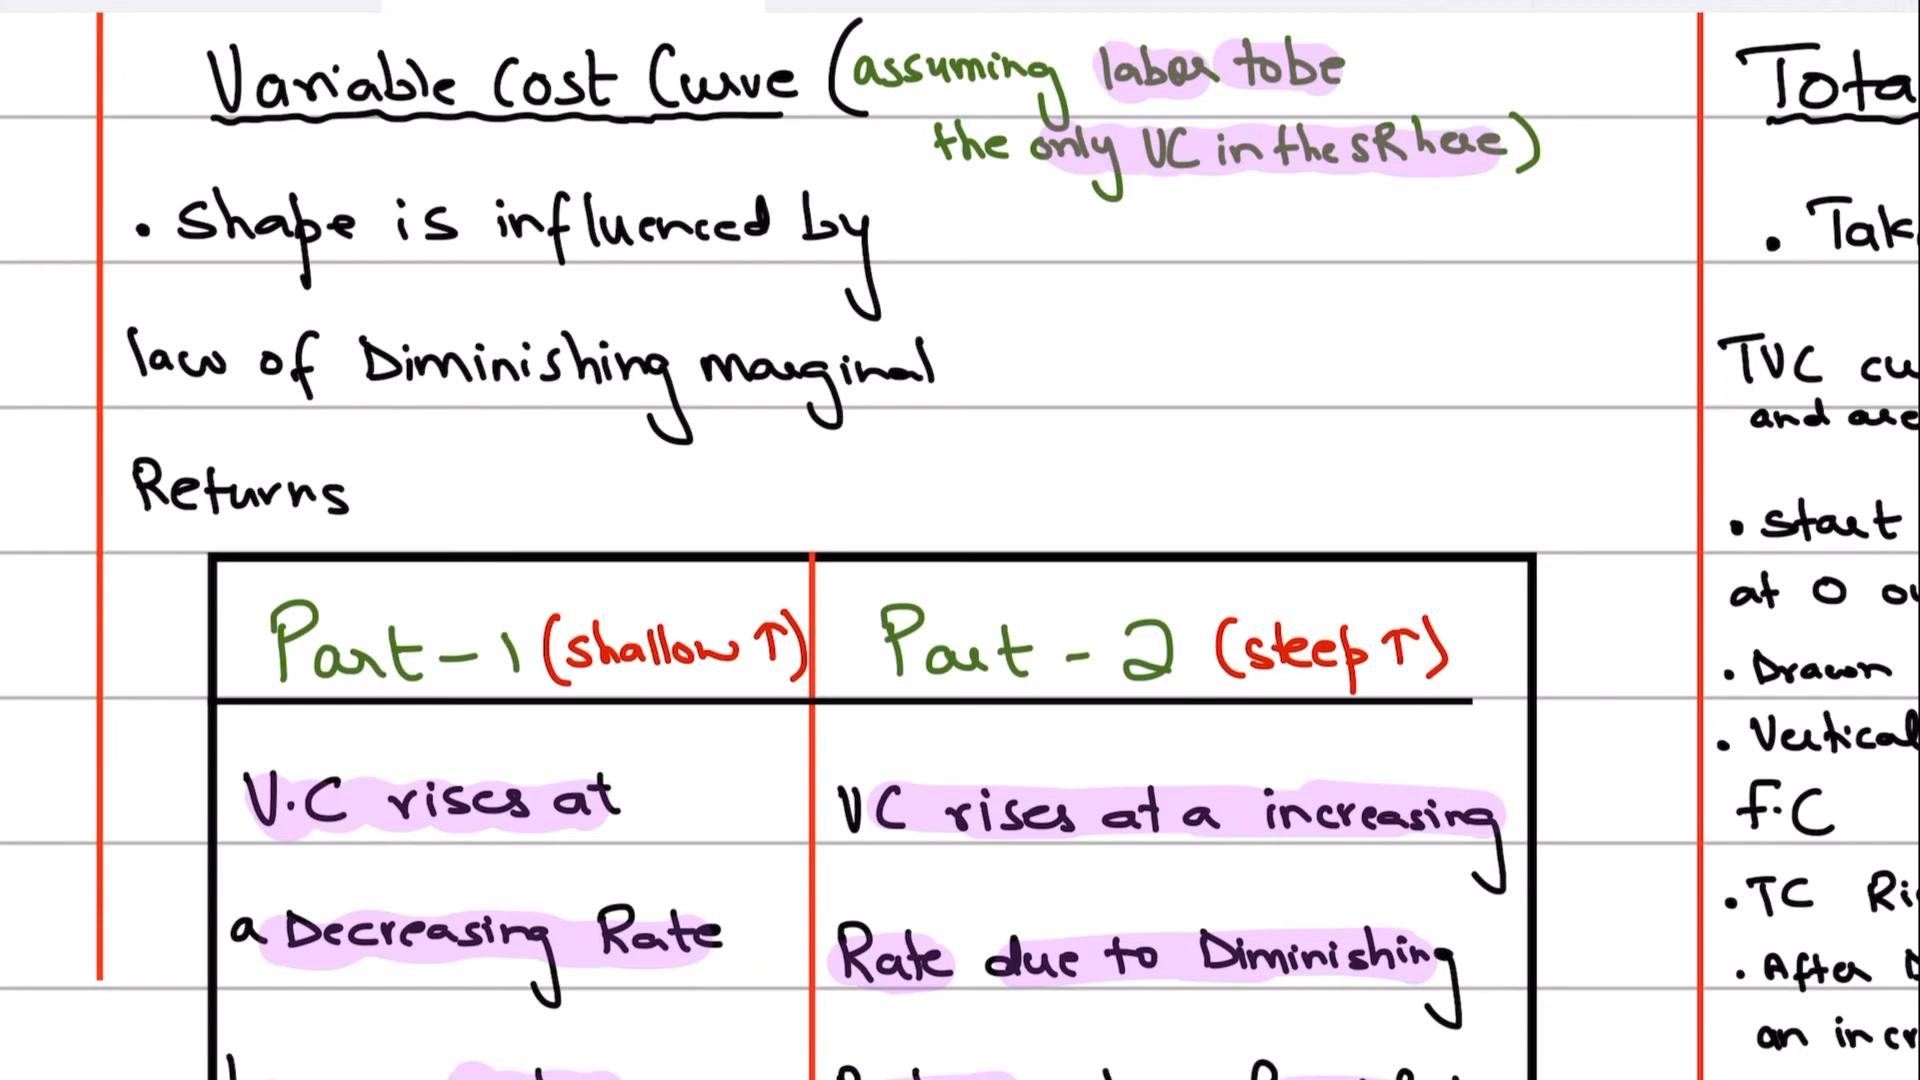 Variable Cost Curve (assuming labor to be
the only VC in the SR here)
• Shape is influenced by
law of Diminishing marginal
Returns
Part-1 (shallow ↑)
V.C rises at
a Decreasing Rate
Part-2 (steep ↑)
VC rises at a increasing
Rate due to Diminishing
Tota
• Tak
TVC cu
and are
• Start
at 0 ou
• Drawn
• Vertical
F.C
• TC Ri
• After D
an incr